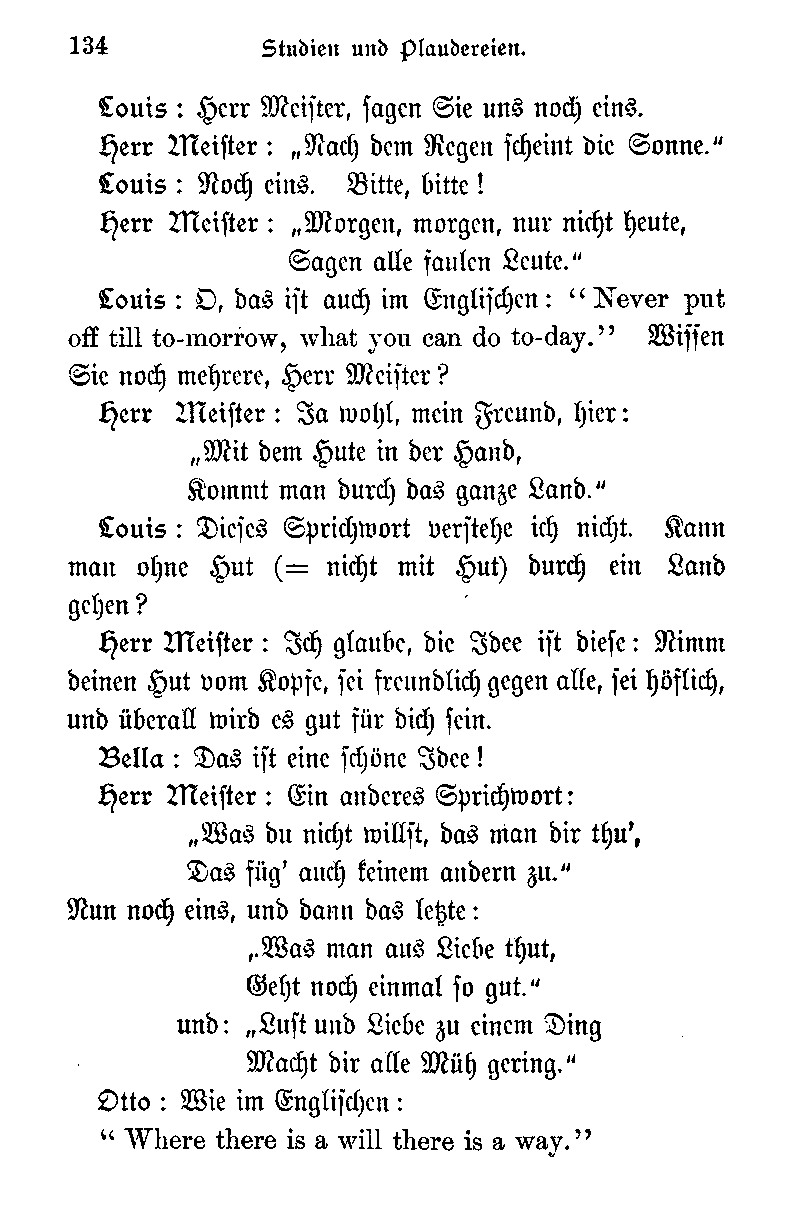 134 Studien und Plaudereien.
Louis : Herr Meister, sagen Sie uns noch eins.
Herr Meister : „Nach dem Regen scheint die Sonne."
Louis : Noch eins. Bitte, bitte !
Herr Meister : „Morgen, morgen, nur nicht heute,
Sagen alle faulen Leute."
Louis : O, das ist auch im Englischen : “Never put
off till to-morrow, what you can do to-day.” Wissen
Sie noch mehrere, Herr Meister ?
Herr Meister : Ja wohl, mein Freund, hier :
„Mit dem Hute in der Hand,
Kommt man durch das ganze Land."
Louis : Dieses Sprichwort verstehe ich nicht. Kann
man ohne Hut (= nicht mit Hut) durch ein Land
gehen ?
Herr Meister : Ich glaube, die Idee ist diese : Nimm
deinen Hut vom Kopfe, sei freundlich gegen alle, sei höflich,
und überall wird es gut für dich sein.
Bella : Das ist eine schöne Idee !
Herr Meister : Ein anderes Sprichwort :
„Was du nicht willst, das man dir thu',
Das füg' auch keinem andern zu."
Nun noch eins, und dann das letzte :
„Was man aus Liebe thut,
Geht noch einmal so gut."
und : „Lust und Liebe zu einem Ding
Macht dir alle Müh gering."
Otto : Wie im Englischen :
“ Where there is a will there is a way.”